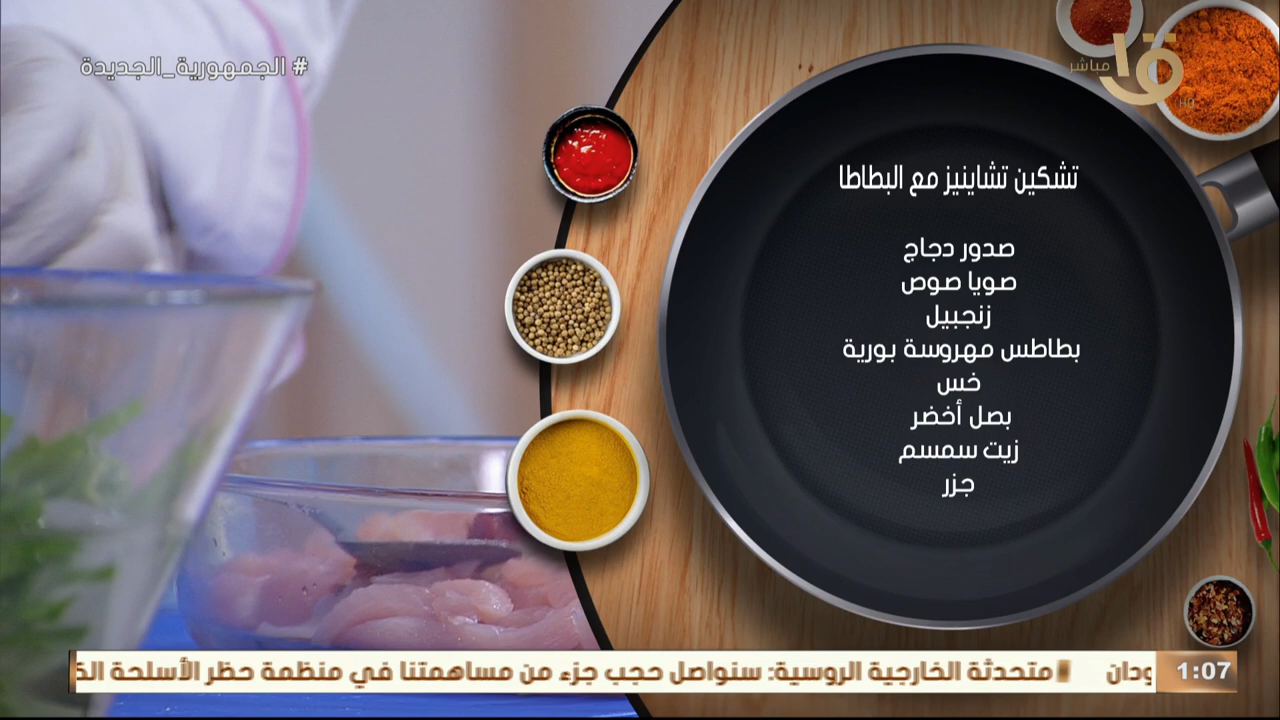 #الجمهورية_الجديدة
مباشر
HD
تشكين تشاينيز مع البطاطا
صدور دجاج
صويا صوص
زنجبيل
بطاطس مهروسة بورية
خس
بصل أخضر
زيت سمسم
جزر
متحدثة الخارجية الروسية: سنواصل حجب جزء من مساهمتنا في منظمة حظر الأسلحة
1:07